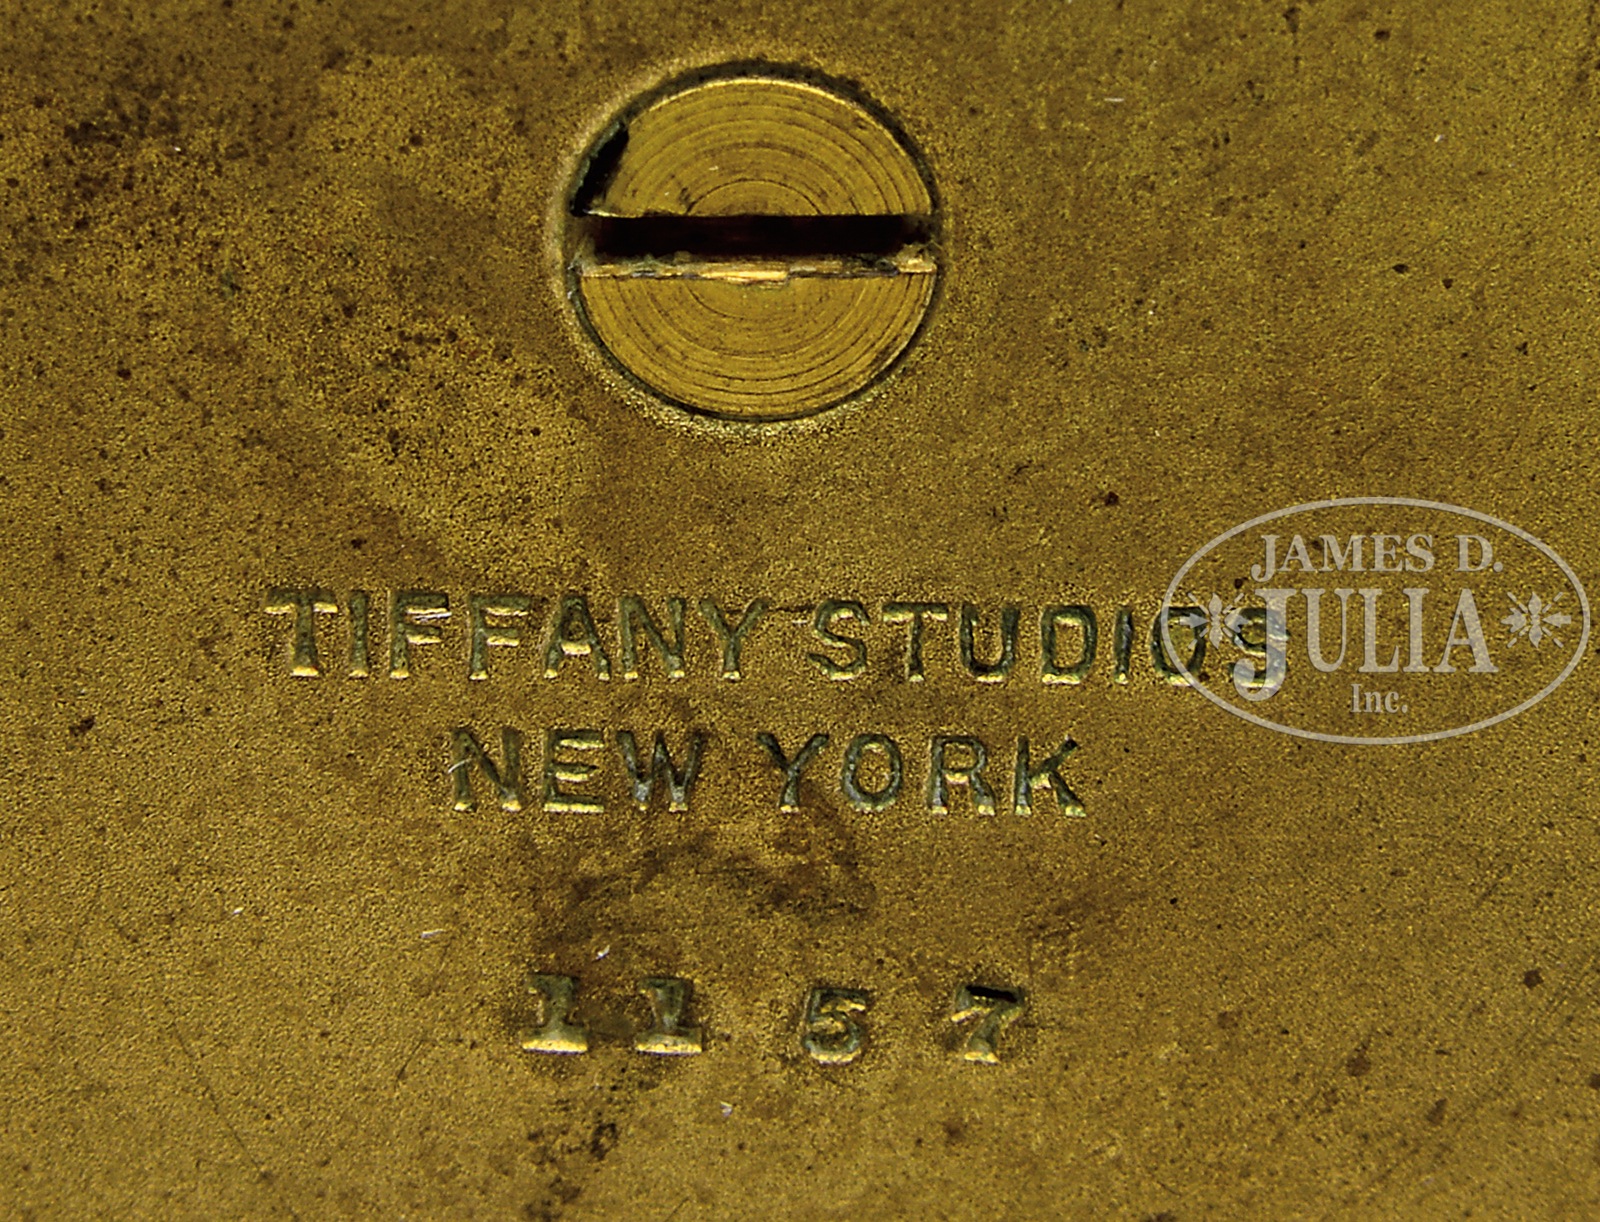 TIFFANY STUDIOS
NEW YORK
1157
JAMES D.
JULIA
Inc.